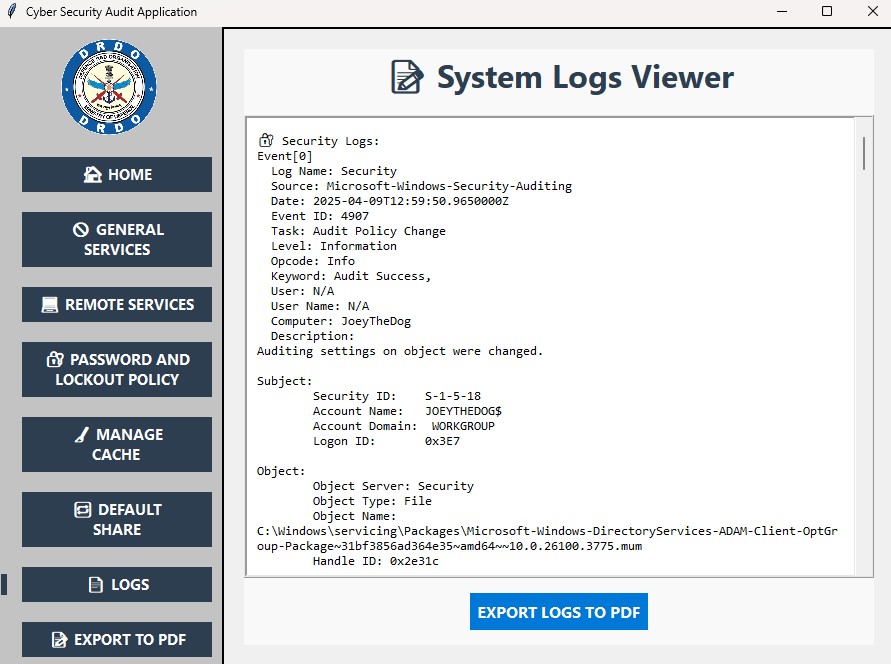 Cyber Security Audit Application
DRDO
MINISTRY OF DEFENCE
DRDO
HOME
GENERAL
SERVICES
REMOTE SERVICES
PASSWORD AND
LOCKOUT POLICY
MANAGE
CACHE
DEFAULT
SHARE
LOGS
EXPORT TO PDF
System Logs Viewer
Security Logs:
Event[0]
Log Name: Security
Source: Microsoft-Windows-Security-Auditing
Date: 2025-04-09T12:59:50.9650000Z
Event ID: 4907
Task: Audit Policy Change
Level: Information
Opcode: Info
Keyword: Audit Success,
User: N/A
User Name: N/A
Computer: JoeyTheDog
Description:
Auditing settings on object were changed.
Subject:
Security ID: S-1-5-18
Account Name: JOEYTHEDOG$
Account Domain: WORKGROUP
Logon ID: 0x3E7
Object:
Object Server: Security
Object Type: File
Object Name:
C:\Windows\servicing\Packages\Microsoft-Windows-DirectoryServices-ADAM-Client-OptGr
oup-Package~31bf3856ad364e35~amd64~~10.0.26100.3775.mum
Handle ID: 0x2e31c
EXPORT LOGS TO PDF